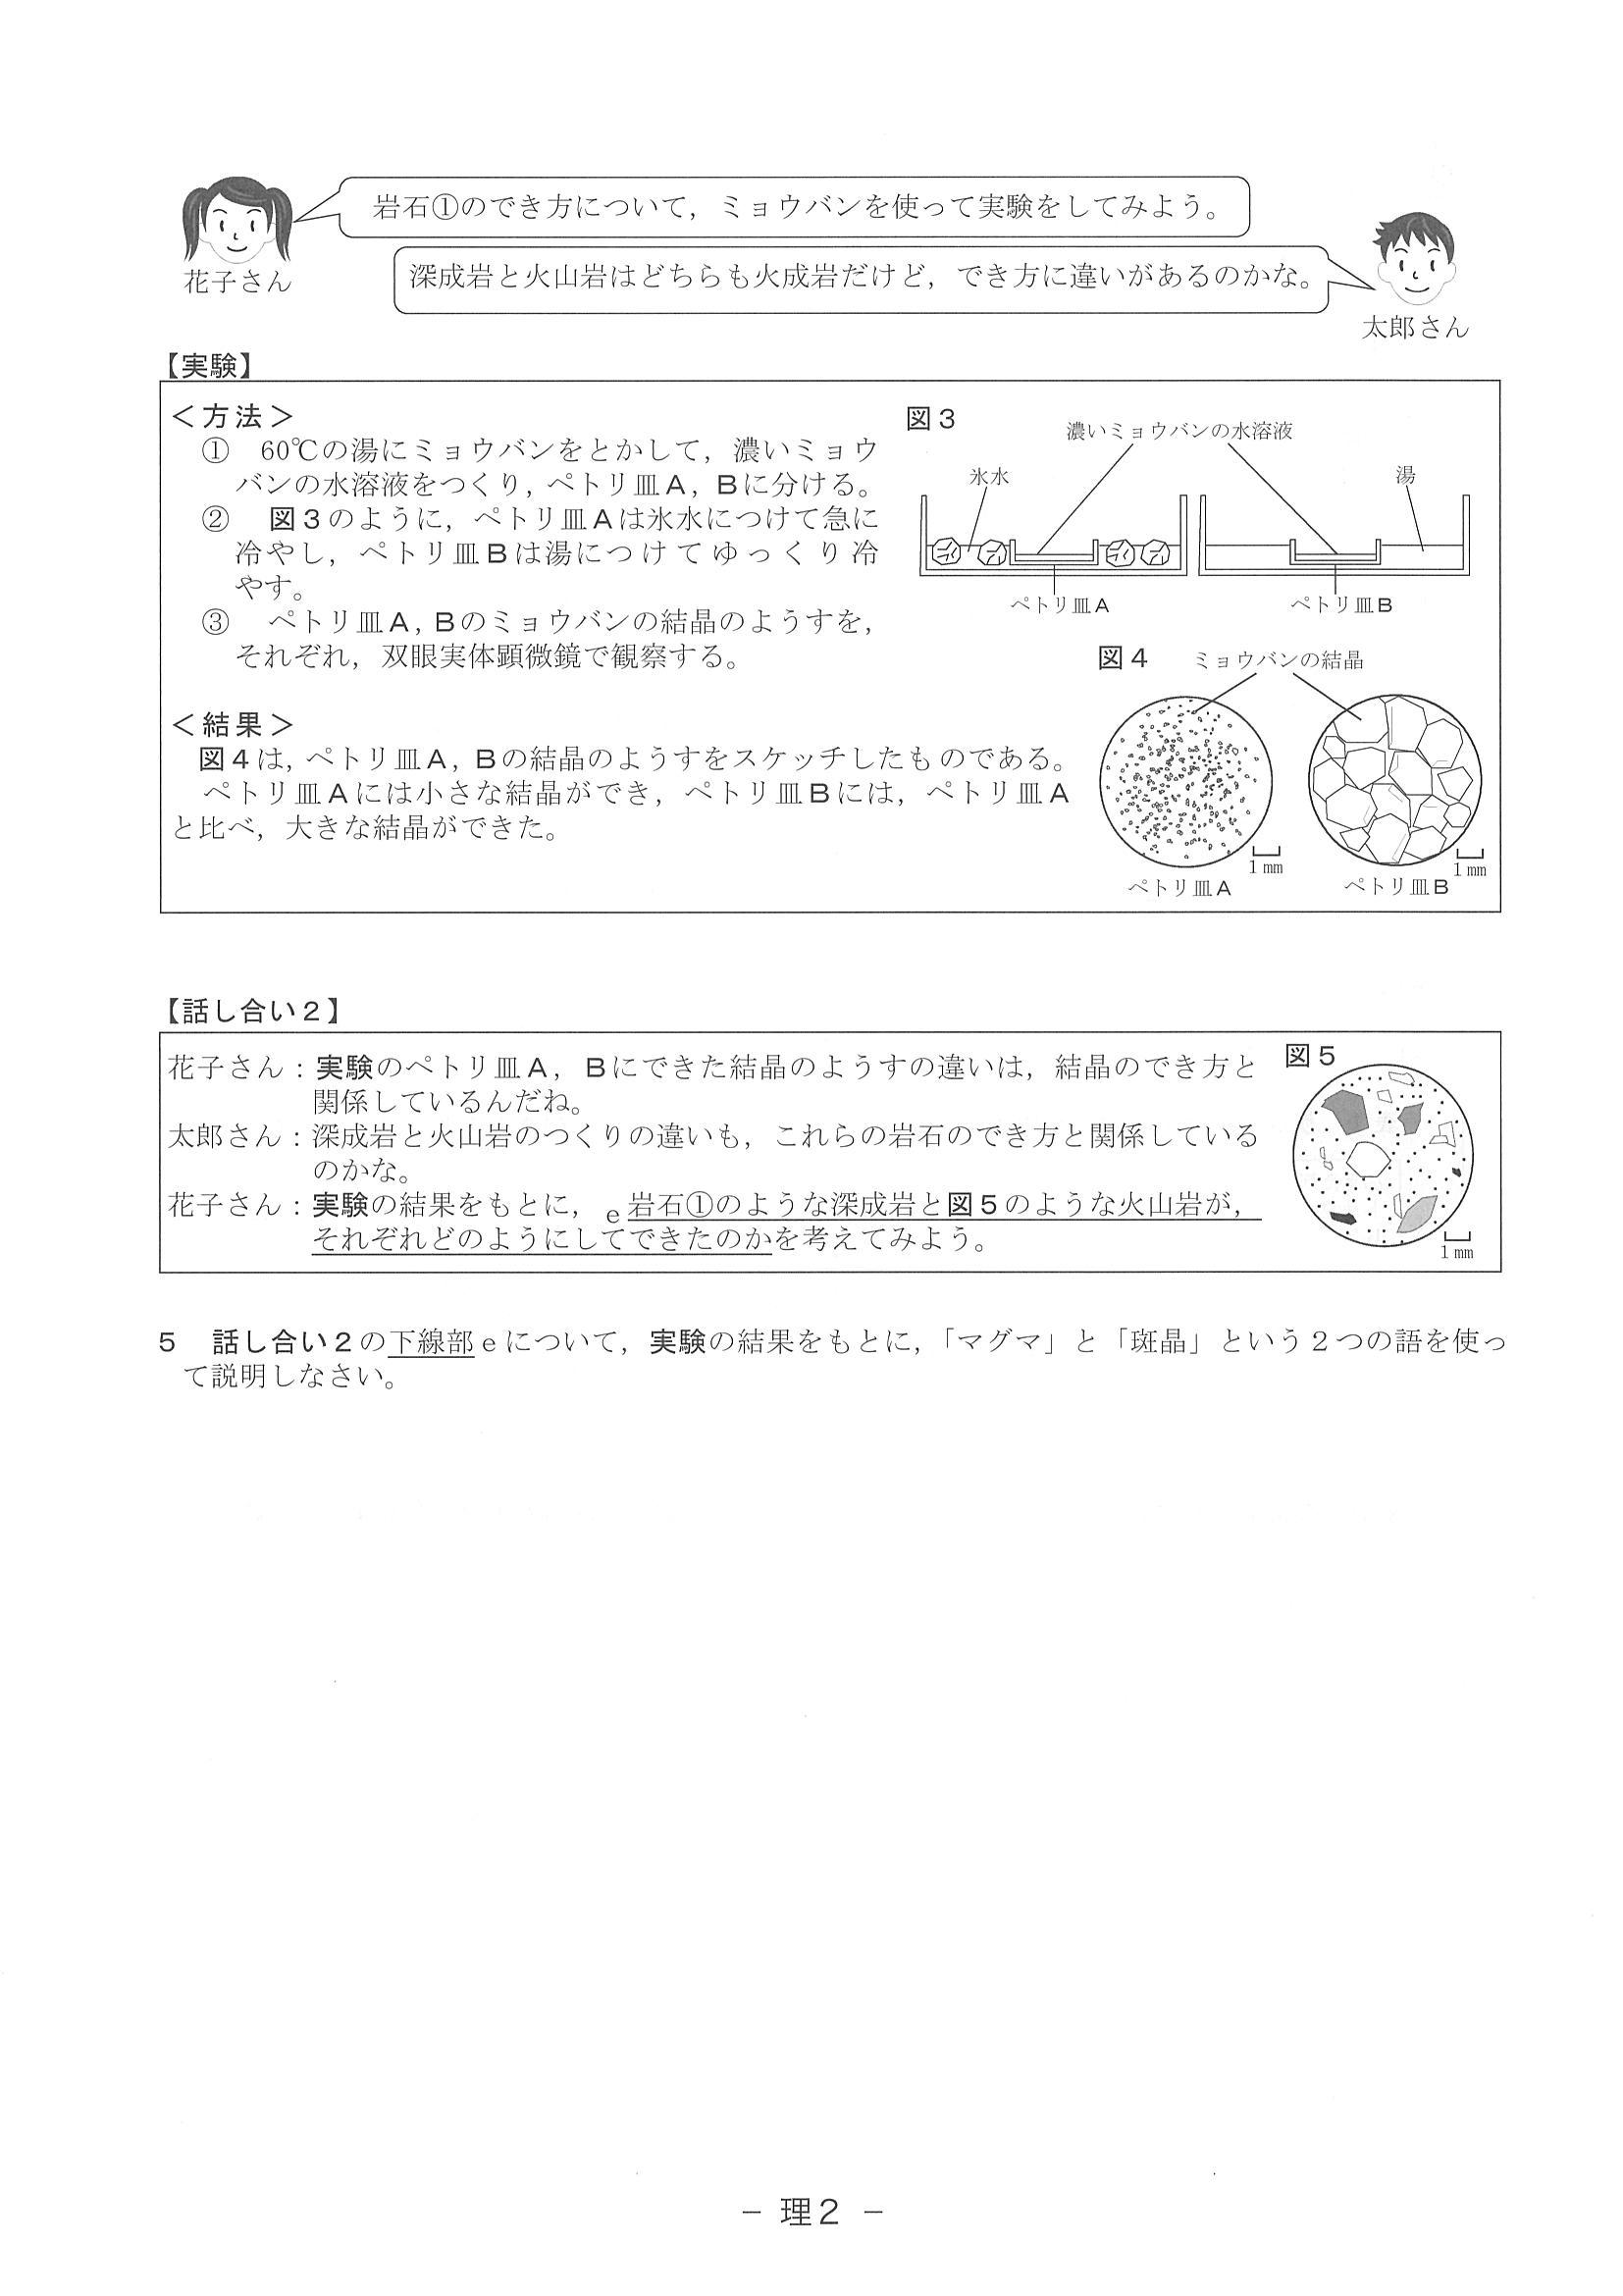 岩石①のでき方について，ミョウバンを使って実験をしてみよう。
花子さん
深成岩と火山岩はどちらも火成岩だけど，でき方に違いがあるのかな。
太郎さん
【実験】
＜方法＞
① 60℃の湯にミョウバンをとかして，濃いミョウ
バンの水溶液をつくり，ペトリ皿Ａ，Ｂに分ける。
② 図３のように，ペトリ皿Ａは氷水につけて急に
冷やし，ペトリ皿Ｂは湯につけてゆっくり冷
やす。
③ ペトリ皿Ａ，Ｂのミョウバンの結晶のようすを，
それぞれ，双眼実体顕微鏡で観察する。
図３
濃いミョウバンの水溶液
氷水
湯
ペトリ皿Ａ
ペトリ皿Ｂ
＜結果＞
図４は，ペトリ皿Ａ，Ｂの結晶のようすをスケッチしたものである。
ペトリ皿Ａには小さな結晶ができ，ペトリ皿Ｂには，ペトリ皿Ａ
と比べ，大きな結晶ができた。
図４
ミョウバンの結晶
1㎜
1㎜
ペトリ皿Ａ
ペトリ皿Ｂ
【話し合い２】
花子さん：実験のペトリ皿Ａ，Ｂにできた結晶のようすの違いは，結晶のでき方と
関係しているんだね。
太郎さん：深成岩と火山岩のつくりの違いも，これらの岩石のでき方と関係している
のかな。
花子さん：実験の結果をもとに，e岩石①のような深成岩と図５のような火山岩が，
それぞれどのようにしてできたのかを考えてみよう。
図５
1㎜
５ 話し合い２の下線部ｅについて，実験の結果をもとに，「マグマ」と「斑晶」という２つの語を使っ
て説明しなさい。
－ 理２ －